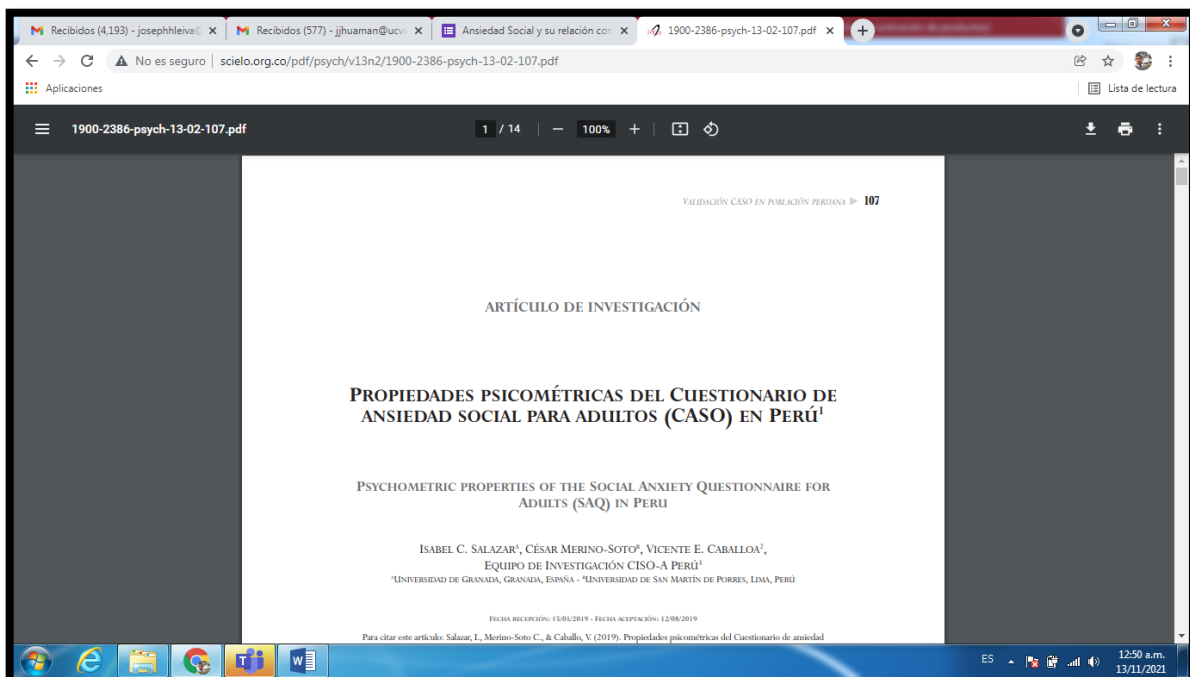 Recibidos (4,193) - josephhleiva@
Recibidos (577) - jjhuaman@ucv
Ansiedad Social y su relación con
1900-2386-psych-13-02-107.pdf
No es seguro | scielo.org.co/pdf/psych/v13n2/1900-2386-psych-13-02-107.pdf
Aplicaciones
Lista de lectura
1900-2386-psych-13-02-107.pdf
1 / 14
100%
VALIDACIÓN CASO EN POBLACIÓN PERUANA ▶ 107
ARTÍCULO DE INVESTIGACIÓN
PROPIEDADES PSICOMÉTRICAS DEL CUESTIONARIO DE
ANSIEDAD SOCIAL PARA ADULTOS (CASO) EN PERÚ¹
PSYCHOMETRIC PROPERTIES OF THE SOCIAL ANXIETY QUESTIONNAIRE FOR
ADULTS (SAQ) IN PERU
ISABEL C. SALAZAR, CÉSAR MERINO-SOTO, VICENTE E. CABALLOA²,
EQUIPO DE INVESTIGACIÓN CISO-A PERÚ³
UNIVERSIDAD DE GRANADA, GRANADA, ESPAÑA - UNIVERSIDAD DE SAN MARTÍN DE PORRES, LIMA, PERÚ
FECHA RECEPCIÓN: 15/01/2019 - FECHA ACEPTACIÓN: 12/08/2019
Para citar este artículo: Salazar, I., Merino-Soto C., & Caballo, V. (2019). Propiedades psicométricas del Cuestionario de ansiedad
ES
12:50 a.m.
13/11/2021